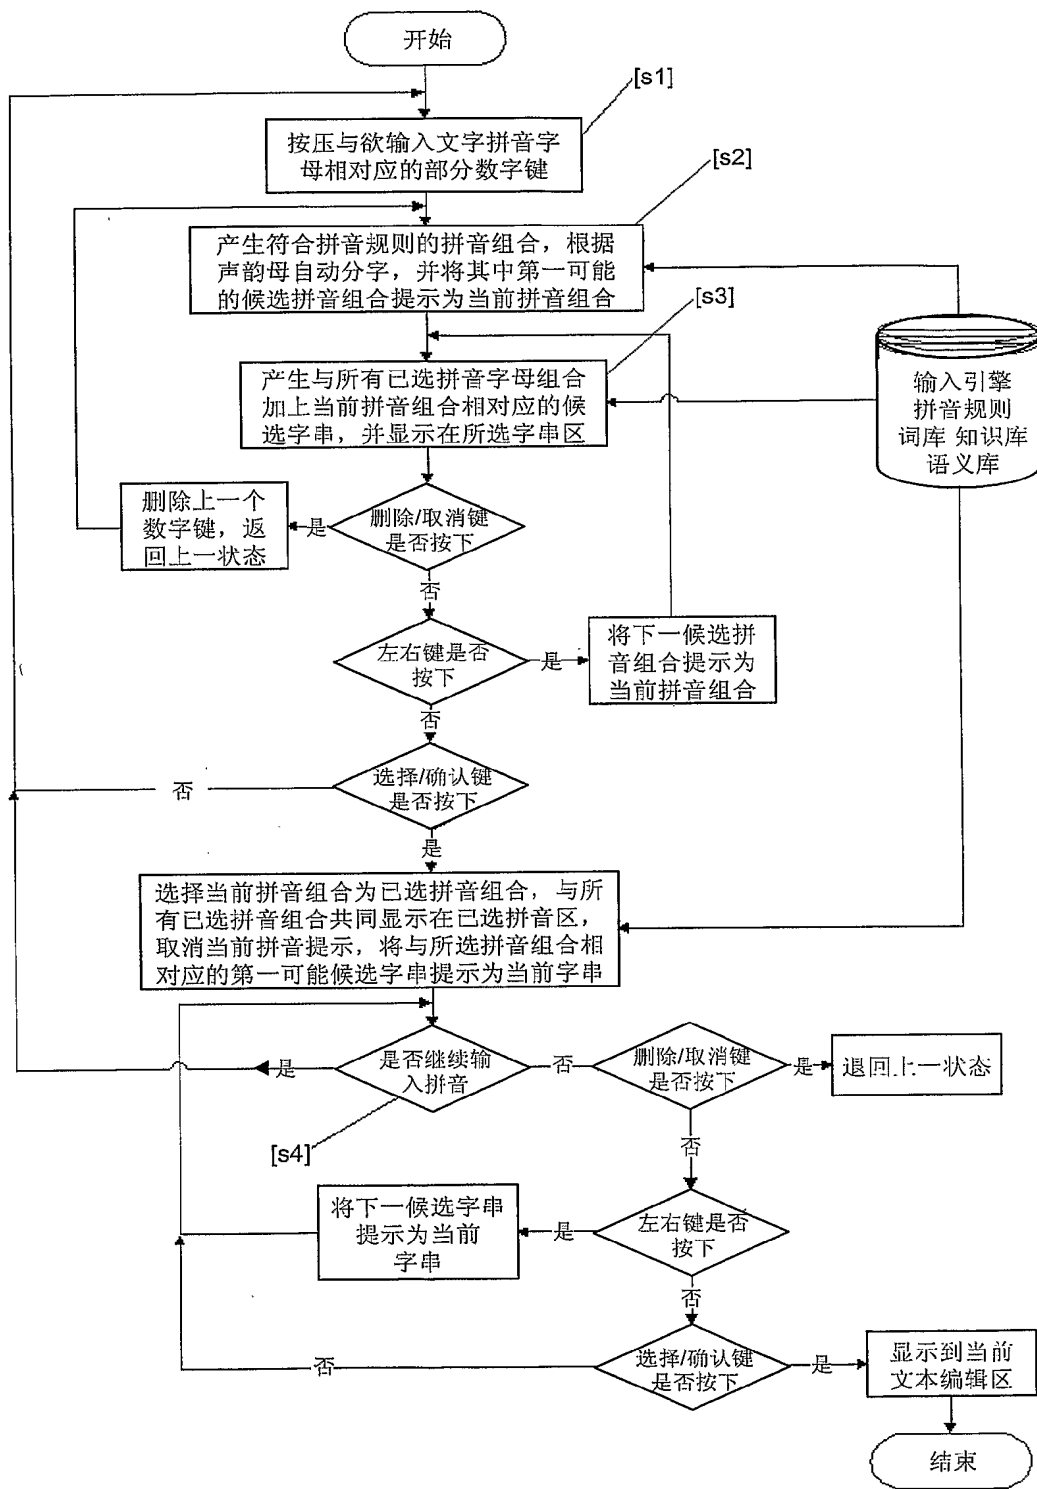 开始
[s1]
按压与欲输入文字拼音字
母相对应的部分数字键
[s2]
产生符合拼音规则的拼音组合，根据
声韵母自动分字，并将其中第一可能
的候选拼音组合提示为当前拼音组合
[s3]
产生与所有已选拼音字母组合
加上当前拼音组合相对应的候
选字串，并显示在所选字串区
输入引擎
拼音规则
词库 知识库
语义库
删除上一个
数字键，返
回上一状态
是
删除/取消键
是否按下
否
左右键是否
按下
是
将下一候选拼
音组合提示为
当前拼音组合
否
选择/确认键
是否按下
否
是
选择当前拼音组合为已选拼音组合，与所
有已选拼音组合共同显示在已选拼音区，
取消当前拼音提示，将与所选拼音组合相
对应的第一可能候选字串提示为当前字串
是
是否继续输
入拼音
否
删除/取消键
是否按下
是
退回上一状态
[s4]
否
将下一候选字串
提示为当前
字串
是
左右键是否
按下
否
否
选择/确认键
是否按下
是
显示到当前
文本编辑区
结束